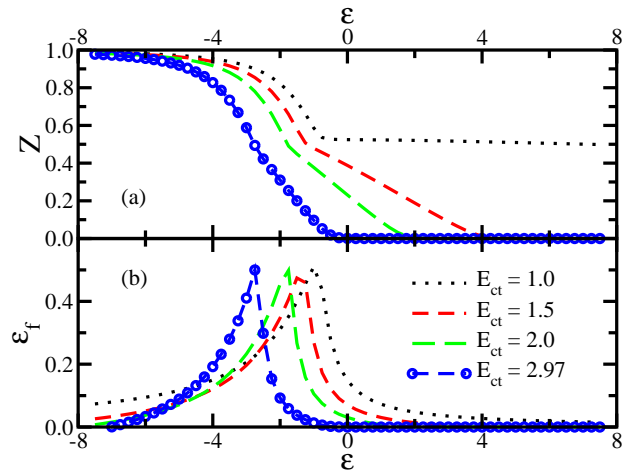 ε
-8 -4 0 4 8
1.0
0.8
0.6
0.4
0.2
0.0
Z
(a)
(b)
0.4
0.2
0.0
ε_f
E_ct = 1.0
E_ct = 1.5
E_ct = 2.0
E_ct = 2.97
-8 -4 0 4 8
ε